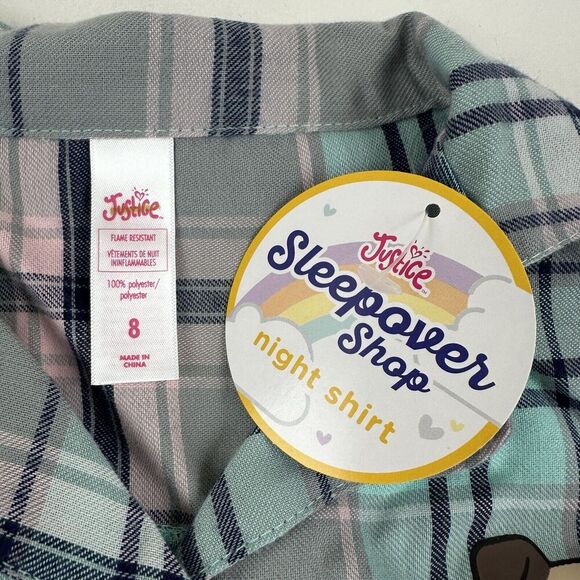 Justice
FLAME RESISTANT
VÊTEMENTS DE NUIT
ININFLAMMABLES
100% polyester/
polyester
8
MADE IN
CHINA
Justice
Sleepover
Shop
night shirt